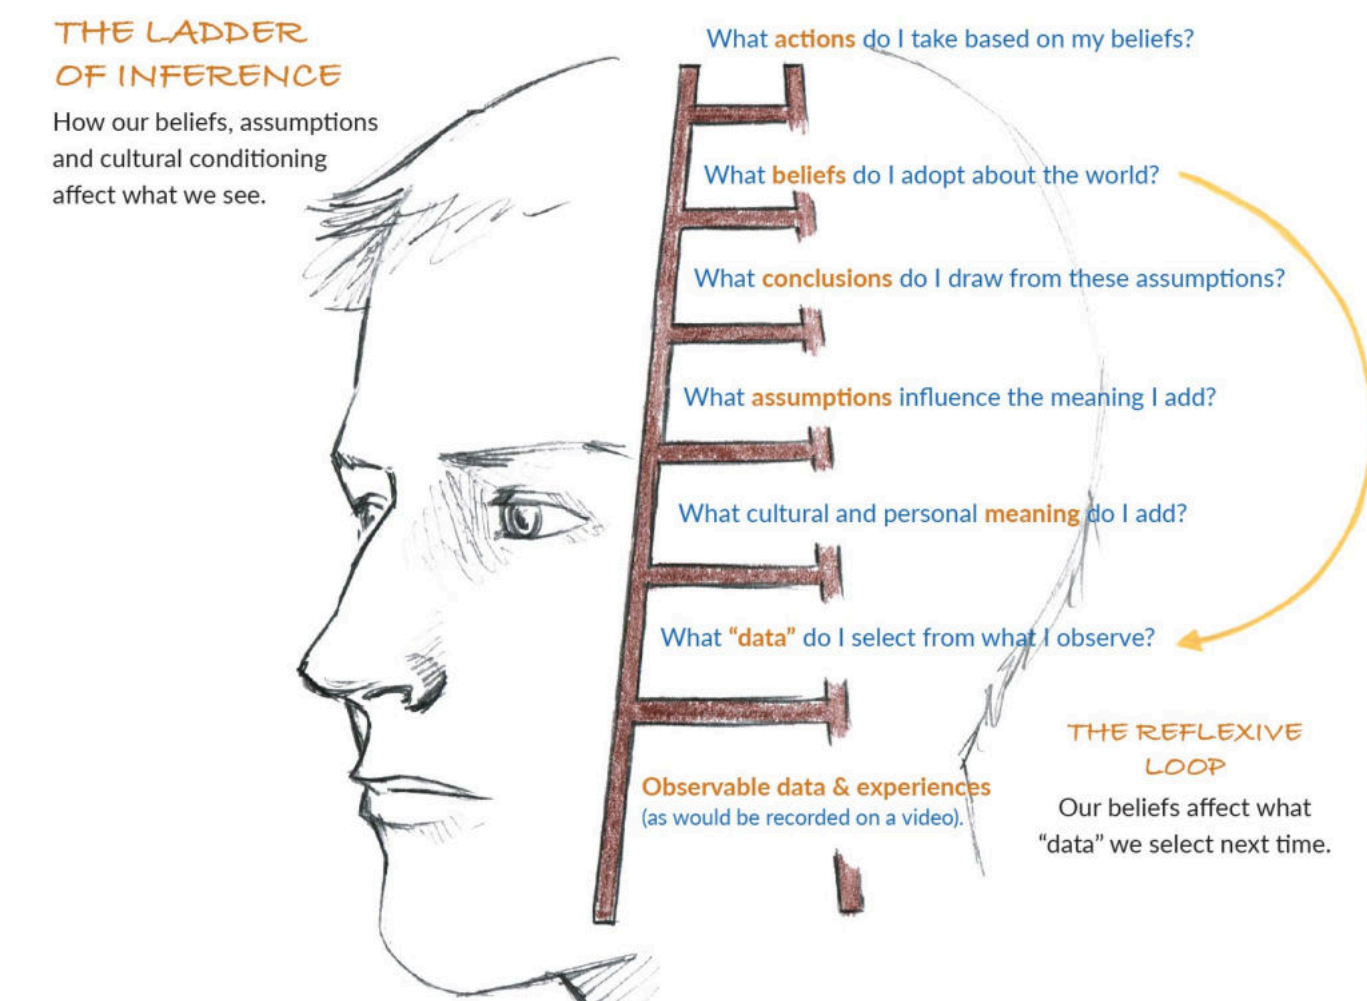 THE LADDER
OF INFERENCE
How our beliefs, assumptions
and cultural conditioning
affect what we see.
What actions do I take based on my beliefs?
What beliefs do I adopt about the world?
What conclusions do I draw from these assumptions?
What assumptions influence the meaning I add?
What cultural and personal meaning do I add?
What “data” do I select from what I observe?
Observable data & experiences
(as would be recorded on a video).
THE REFLEXIVE
LOOP
Our beliefs affect what
“data” we select next time.